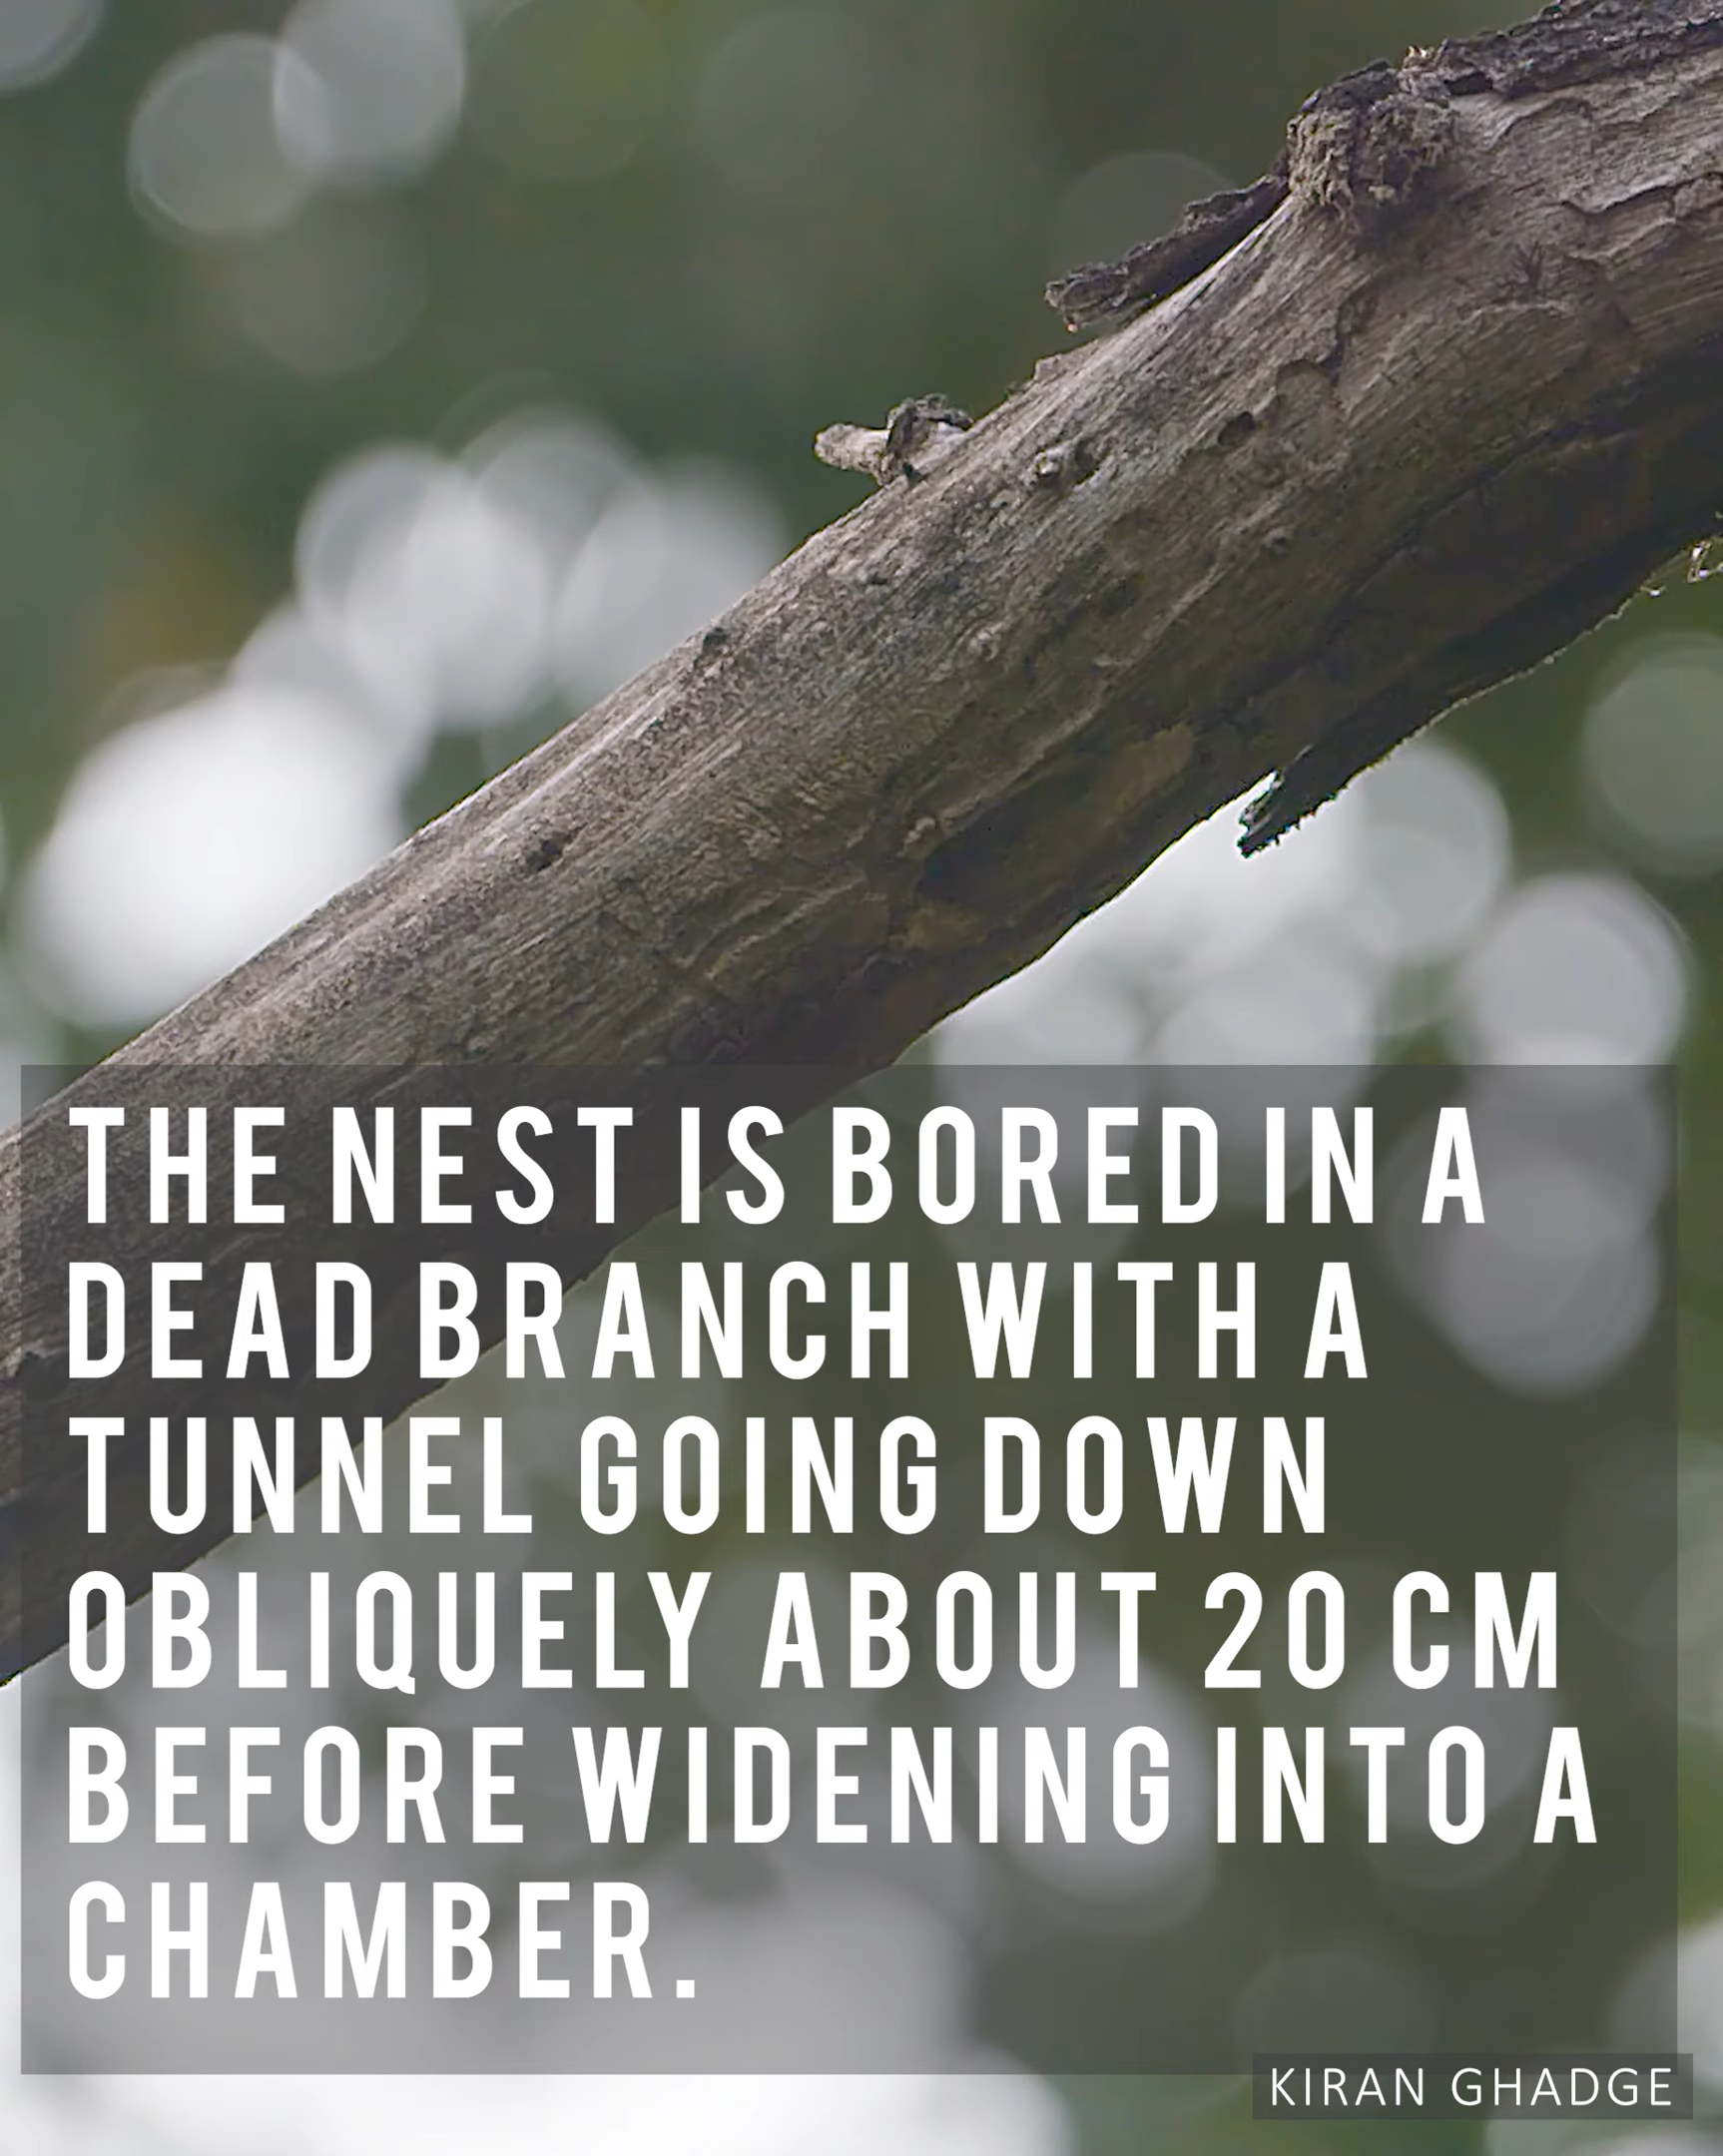 THE NEST IS BORED IN A
DEAD BRANCH WITH A
TUNNEL GOING DOWN
OBLIQUELY ABOUT 20 CM
BEFORE WIDENING INTO A
CHAMBER.
KIRAN GHADGE